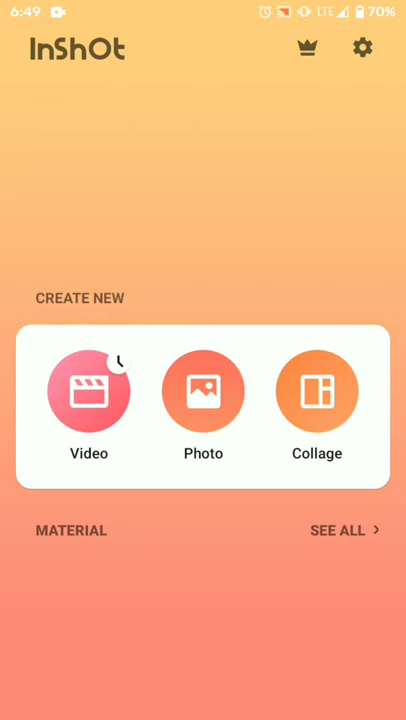 6:49 LTE 70%
InShOt
CREATE NEW
Video Photo Collage
MATERIAL SEE ALL >